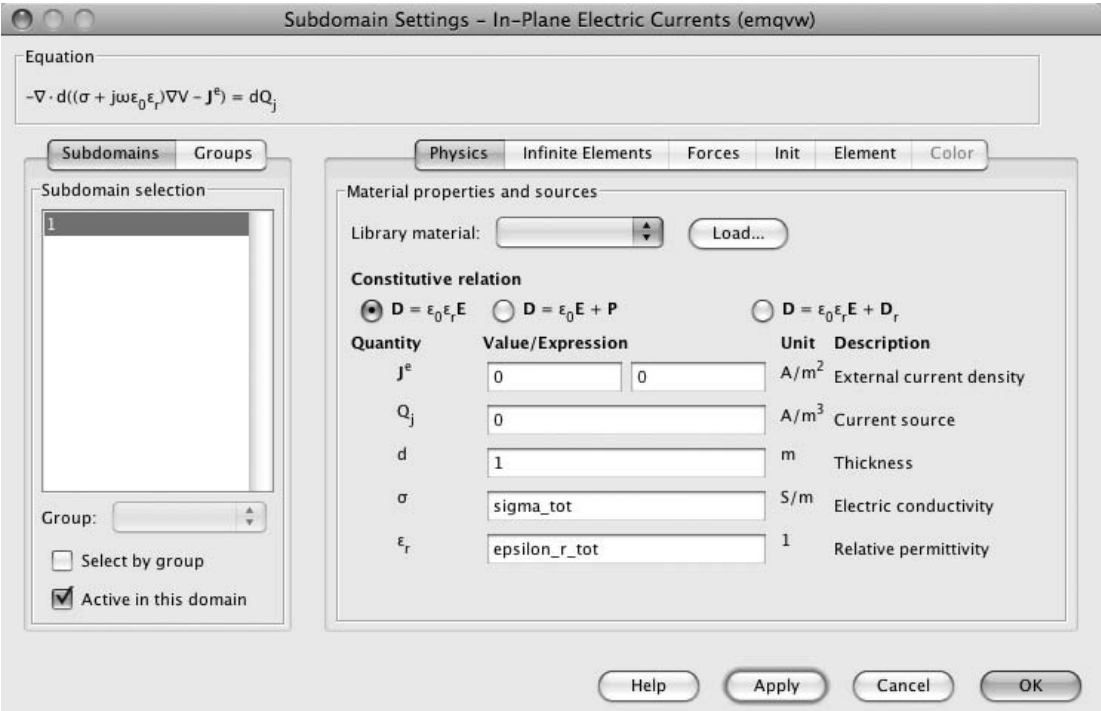 Subdomain Settings – In-Plane Electric Currents (emqvw)
Equation
-∇ · d((σ + jωε₀εᵣ)∇V - Jᵉ) = dQⱼ
Subdomains Groups
Subdomain selection
1
Group:
Select by group
Active in this domain
Physics Infinite Elements Forces Init Element Color
Material properties and sources
Library material: Load...
Constitutive relation
D = ε₀εᵣE D = ε₀E + P D = ε₀εᵣE + Dᵣ
Quantity Value/Expression Unit Description
Jᵉ 0 0 A/m² External current density
Qⱼ 0 A/m³ Current source
d 1 m Thickness
σ sigma_tot S/m Electric conductivity
εᵣ epsilon_r_tot 1 Relative permittivity
Help Apply Cancel OK